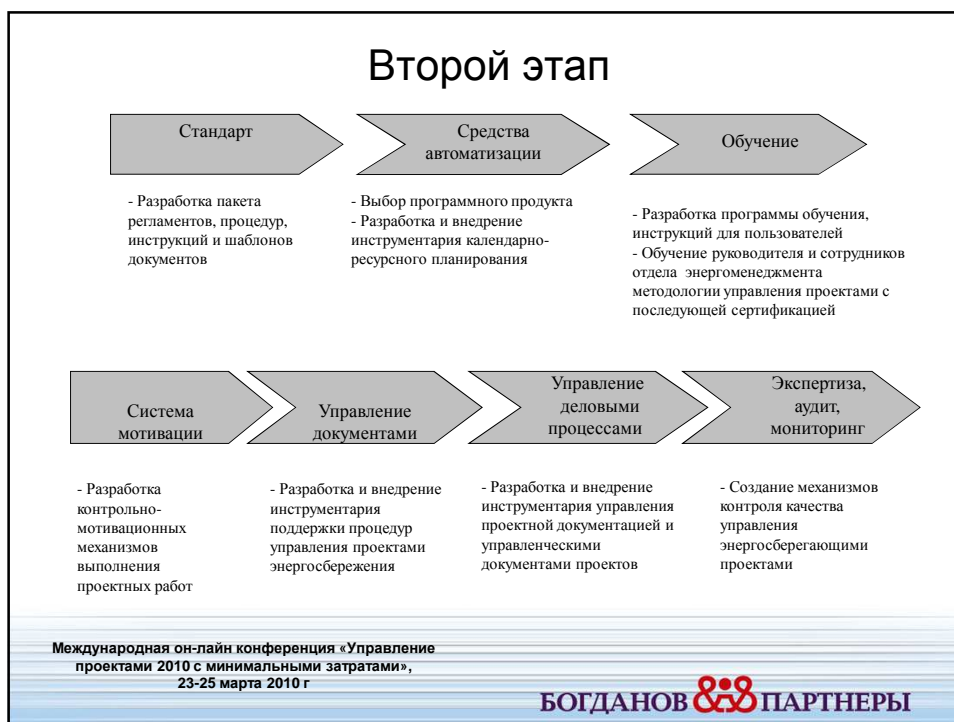 Второй этап
Стандарт
Средства
автоматизации
Обучение
- Разработка пакета
регламентов, процедур,
инструкций и шаблонов
документов
- Выбор программного продукта
- Разработка и внедрение
инструментария календарно-
ресурсного планирования
- Разработка программы обучения,
инструкций для пользователей
- Обучение руководителя и сотрудников
отдела энергоменеджмента
методологии управления проектами с
последующей сертификацией
Система
мотивации
Управление
документами
Управление
деловыми
процессами
Экспертиза,
аудит,
мониторинг
- Разработка
контрольно-
мотивационных
механизмов
выполнения
проектных работ
- Разработка и внедрение
инструментария
поддержки процедур
управления проектами
энергосбережения
- Разработка и внедрение
инструментария управления
проектной документацией и
управленческими
документами проектов
- Создание механизмов
контроля качества
управления
энергосберегающими
проектами
Международная он-лайн конференция «Управление
проектами 2010 с минимальными затратами»,
23-25 марта 2010 г
БОГДАНОВ & ПАРТНЕРЫ